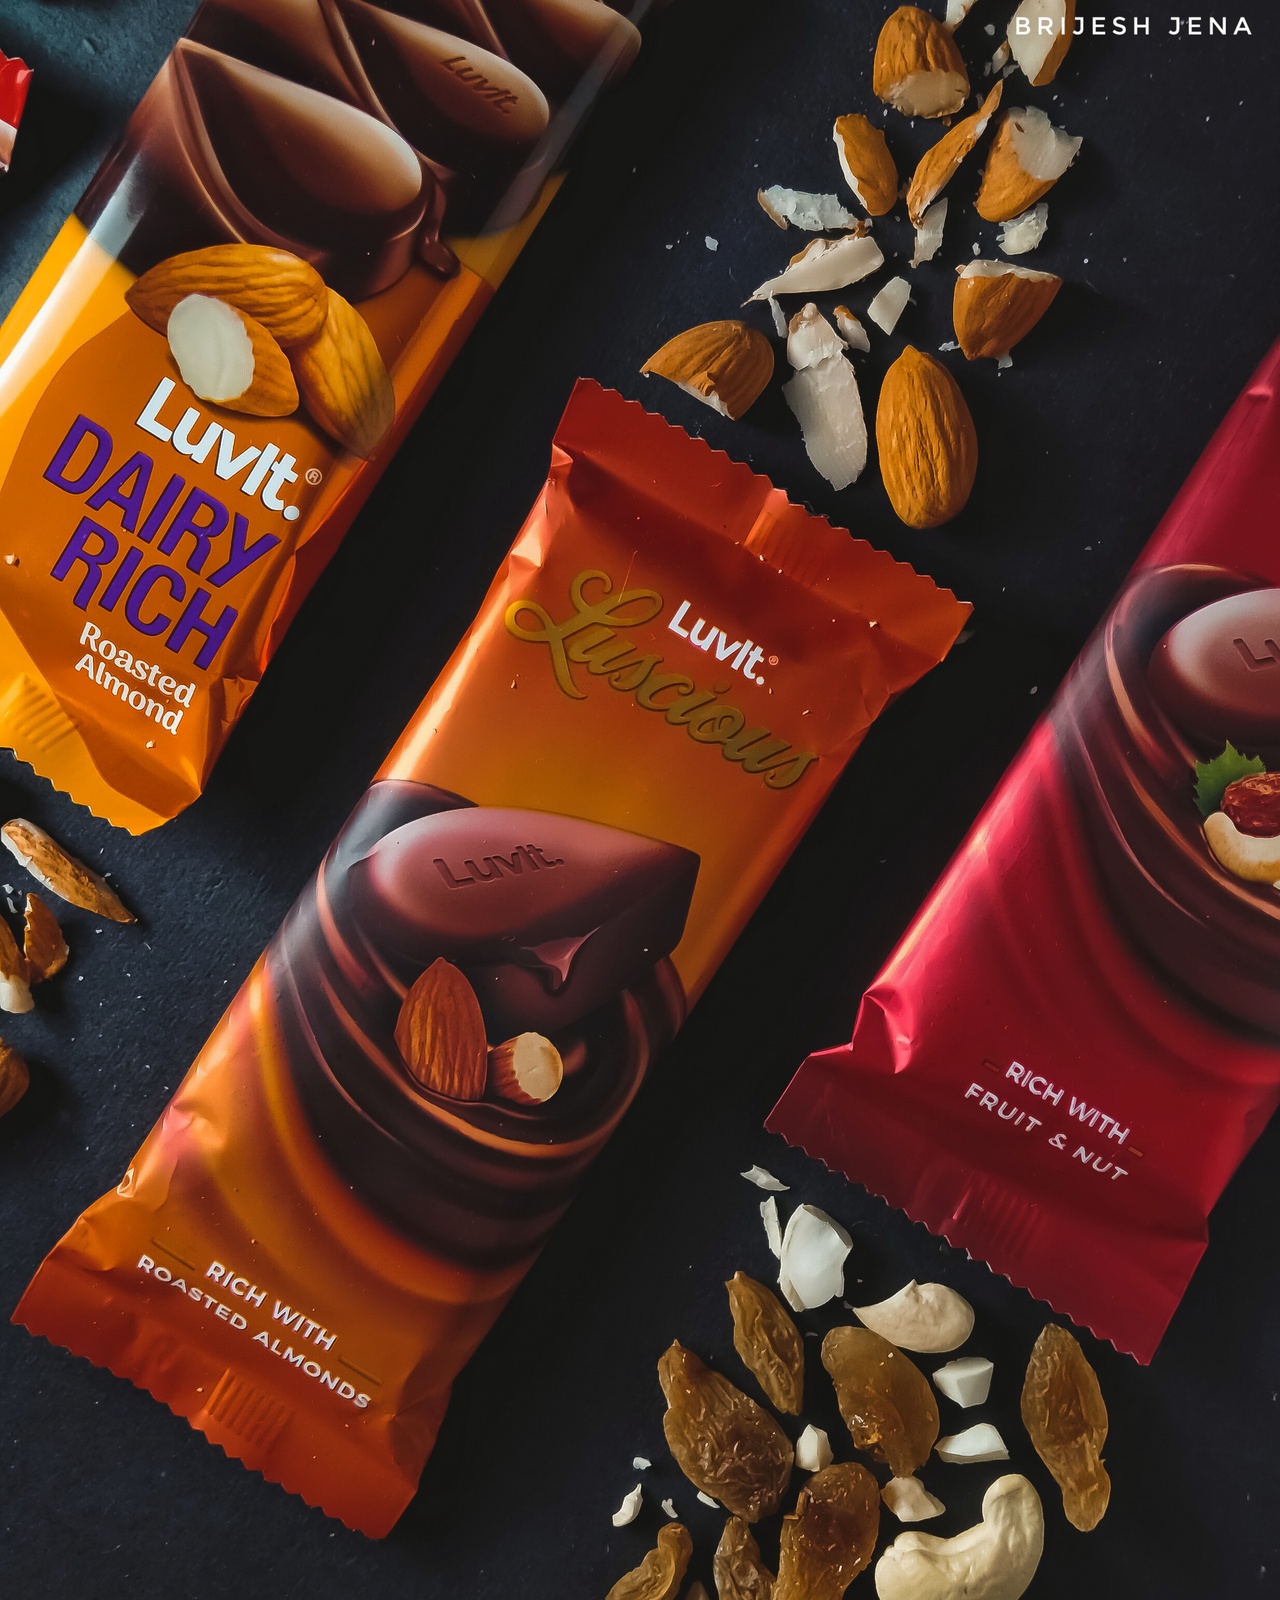 BRIJESH JENA
LuvIt.
LuvIt.®
DAIRY
RICH
Roasted
Almond
LuvIt.®
Luscious
LuvIt.
RICH WITH
ROASTED ALMONDS
Lu
RICH WITH
FRUIT & NUT